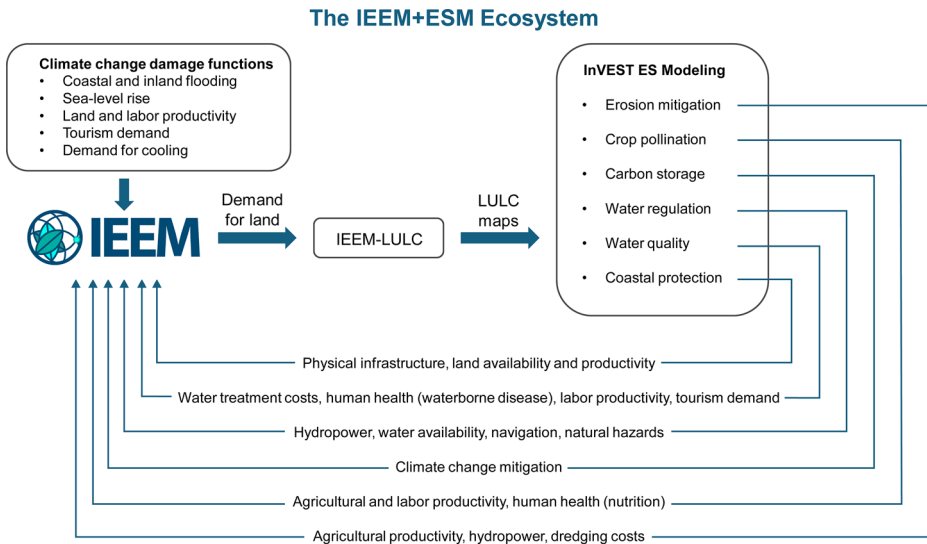 The IEEM+ESM Ecosystem
Climate change damage functions
• Coastal and inland flooding
• Sea-level rise
• Land and labor productivity
• Tourism demand
• Demand for cooling
IEEM
Demand
for land
IEEM-LULC
LULC
maps
InVEST ES Modeling
• Erosion mitigation
• Crop pollination
• Carbon storage
• Water regulation
• Water quality
• Coastal protection
Physical infrastructure, land availability and productivity
Water treatment costs, human health (waterborne disease), labor productivity, tourism demand
Hydropower, water availability, navigation, natural hazards
Climate change mitigation
Agricultural and labor productivity, human health (nutrition)
Agricultural productivity, hydropower, dredging costs